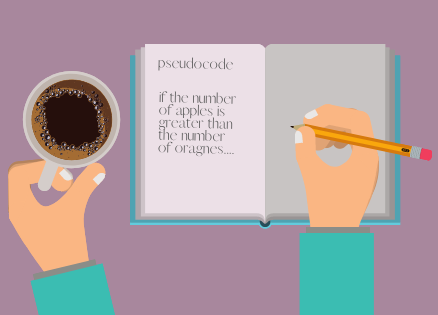 pseudocode
if the number
of apples is
greater than
the number
of oragnes....